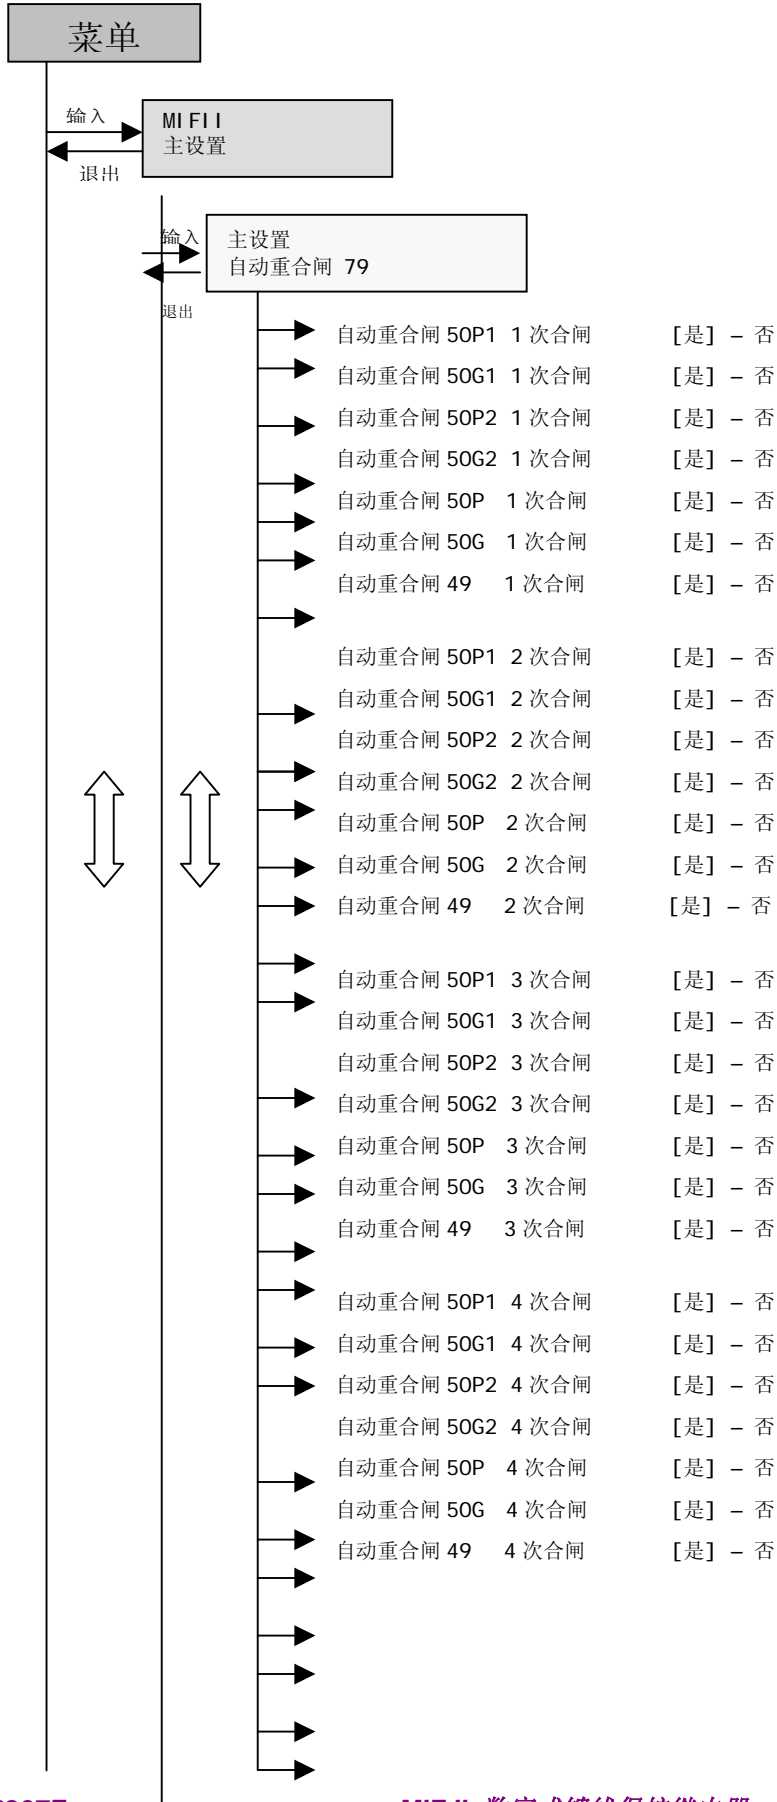 菜单
输入
MIFII
主设置
退出
输入
主设置
自动重合闸 79
退出
自动重合闸 50P1 1 次合闸 [是] – 否
自动重合闸 50G1 1 次合闸 [是] – 否
自动重合闸 50P2 1 次合闸 [是] – 否
自动重合闸 50G2 1 次合闸 [是] – 否
自动重合闸 50P 1 次合闸 [是] – 否
自动重合闸 50G 1 次合闸 [是] – 否
自动重合闸 49 1 次合闸 [是] – 否
自动重合闸 50P1 2 次合闸 [是] – 否
自动重合闸 50G1 2 次合闸 [是] – 否
自动重合闸 50P2 2 次合闸 [是] – 否
自动重合闸 50G2 2 次合闸 [是] – 否
自动重合闸 50P 2 次合闸 [是] – 否
自动重合闸 50G 2 次合闸 [是] – 否
自动重合闸 49 2 次合闸 [是] – 否
自动重合闸 50P1 3 次合闸 [是] – 否
自动重合闸 50G1 3 次合闸 [是] – 否
自动重合闸 50P2 3 次合闸 [是] – 否
自动重合闸 50G2 3 次合闸 [是] – 否
自动重合闸 50P 3 次合闸 [是] – 否
自动重合闸 50G 3 次合闸 [是] – 否
自动重合闸 49 3 次合闸 [是] – 否
自动重合闸 50P1 4 次合闸 [是] – 否
自动重合闸 50G1 4 次合闸 [是] – 否
自动重合闸 50P2 4 次合闸 [是] – 否
自动重合闸 50G2 4 次合闸 [是] – 否
自动重合闸 50P 4 次合闸 [是] – 否
自动重合闸 50G 4 次合闸 [是] – 否
自动重合闸 49 4 次合闸 [是] – 否